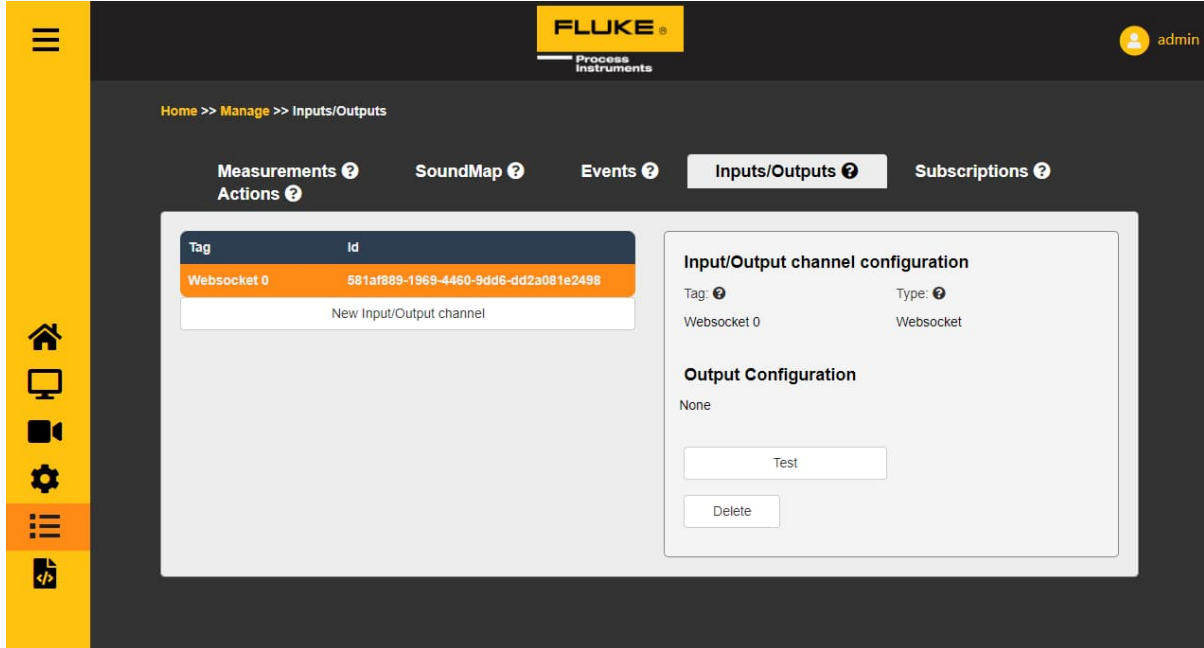 FLUKE ®
Process
Instruments
admin
Home >> Manage >> Inputs/Outputs
Measurements ? SoundMap ? Events ? Inputs/Outputs ? Subscriptions ?
Actions ?
Tag Id
Websocket 0 581af889-1969-4460-9dd6-dd2a081e2498
New Input/Output channel
Input/Output channel configuration
Tag: ? Type: ?
Websocket 0 Websocket
Output Configuration
None
Test
Delete